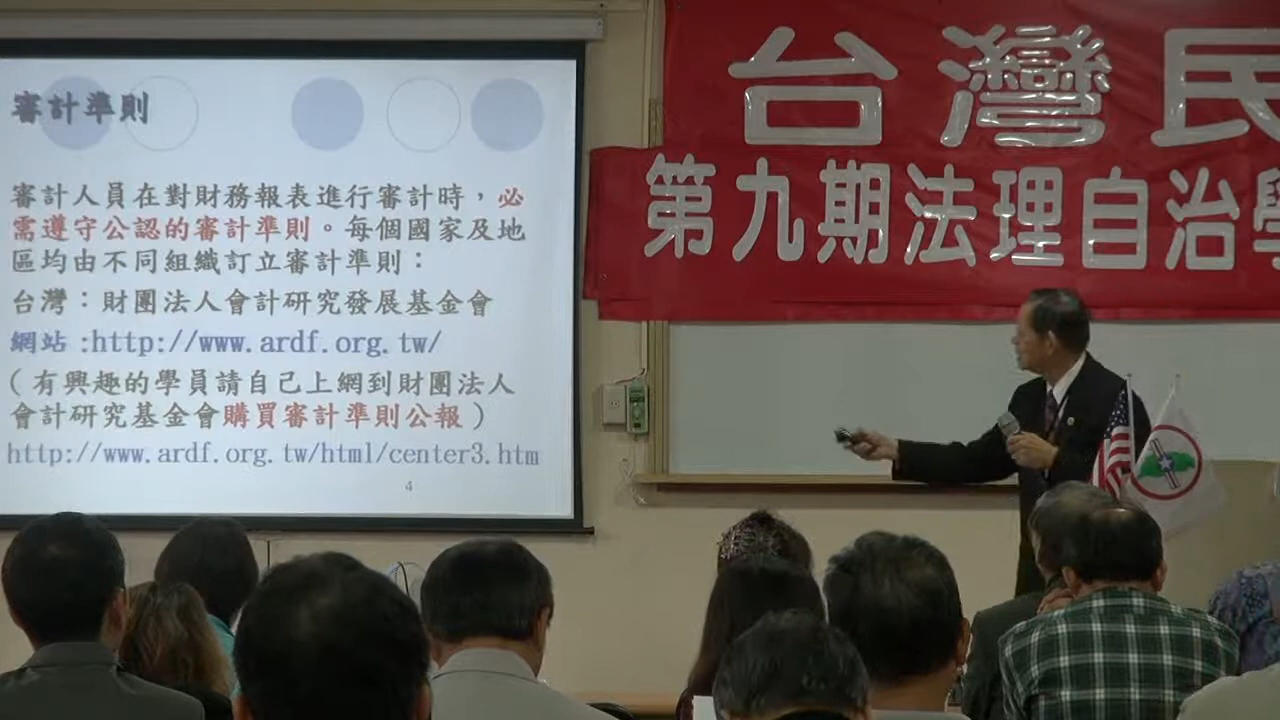 審計準則
審計人員在對財務報表進行審計時，必
需遵守公認的審計準則。每個國家及地
區均由不同組織訂立審計準則：
台灣：財團法人會計研究發展基金會
網站 :http://www.ardf.org.tw/
（有興趣的學員請自己上網到財團法人
會計研究基金會購買審計準則公報）
http://www.ardf.org.tw/html/center3.htm
4
台灣民
第九期法理自治學